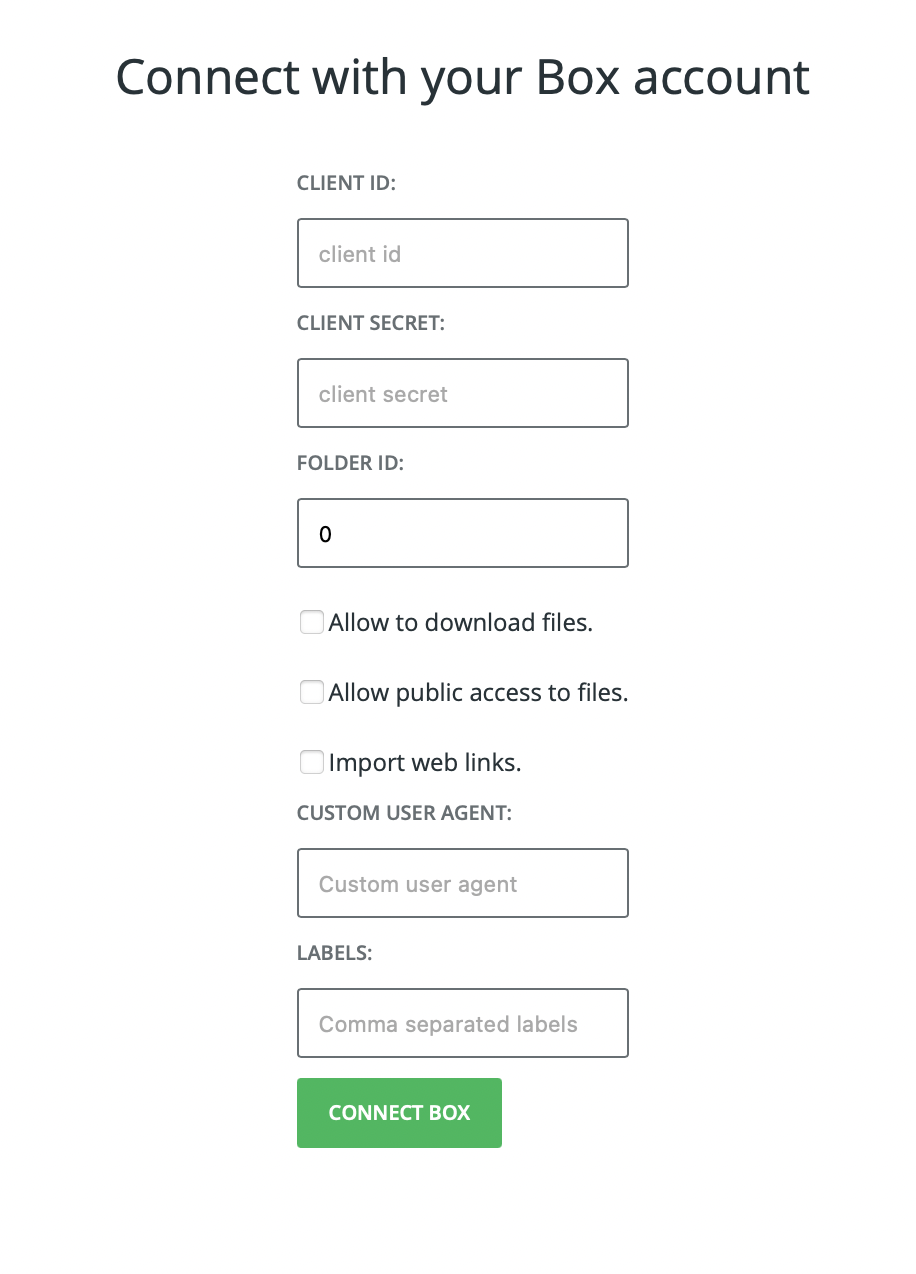 Connect with your Box account
CLIENT ID:
client id
CLIENT SECRET:
client secret
FOLDER ID:
0
Allow to download files.
Allow public access to files.
Import web links.
CUSTOM USER AGENT:
Custom user agent
LABELS:
Comma separated labels
CONNECT BOX